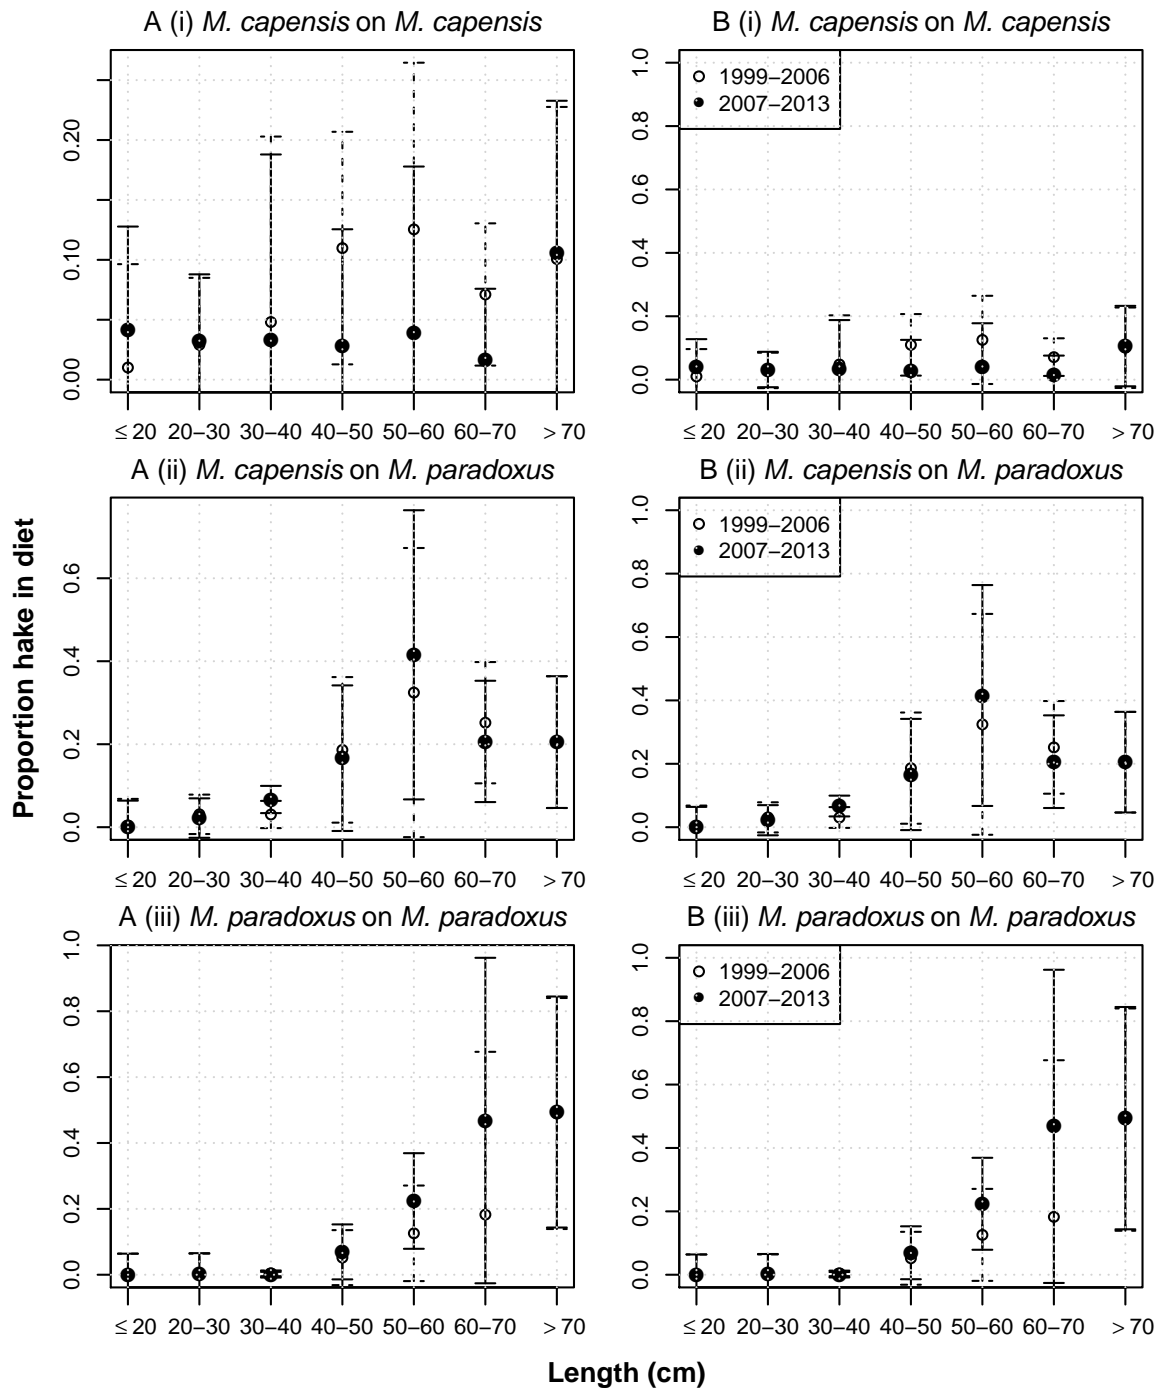 A (i) M. capensis on M. capensis
B (i) M. capensis on M. capensis
0.00 0.10 0.20
≤ 20 20−30 30−40 40−50 50−60 60−70 > 70
0.0 0.2 0.4 0.6 0.8 1.0
1999−2006
2007−2013
≤ 20 20−30 30−40 40−50 50−60 60−70 > 70
A (ii) M. capensis on M. paradoxus
B (ii) M. capensis on M. paradoxus
Proportion hake in diet
0.0 0.2 0.4 0.6
≤ 20 20−30 30−40 40−50 50−60 60−70 > 70
0.0 0.2 0.4 0.6 0.8 1.0
1999−2006
2007−2013
≤ 20 20−30 30−40 40−50 50−60 60−70 > 70
A (iii) M. paradoxus on M. paradoxus
B (iii) M. paradoxus on M. paradoxus
0.0 0.2 0.4 0.6 0.8 1.0
≤ 20 20−30 30−40 40−50 50−60 60−70 > 70
0.0 0.2 0.4 0.6 0.8 1.0
1999−2006
2007−2013
≤ 20 20−30 30−40 40−50 50−60 60−70 > 70
Length (cm)